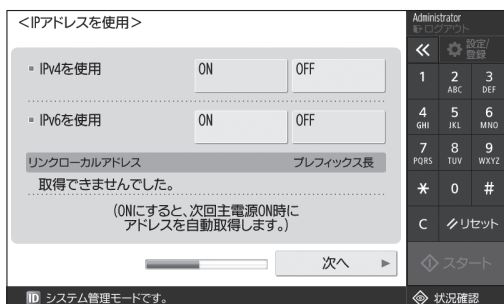 ＜IPアドレスを使用＞
IPv4を使用 ON OFF
IPv6を使用 ON OFF
リンクローカルアドレス プレフィックス長
取得できませんでした。
(ONにすると、次回主電源ON時に
アドレスを自動取得します。)
次へ
ID システム管理モードです。
Administrator
ログアウト
設定/
登録
1 2 3
ABC DEF
4 5 6
GHI JKL MNO
7 8 9
PQRS TUV WXYZ
* 0 #
C リセット
スタート
状況確認